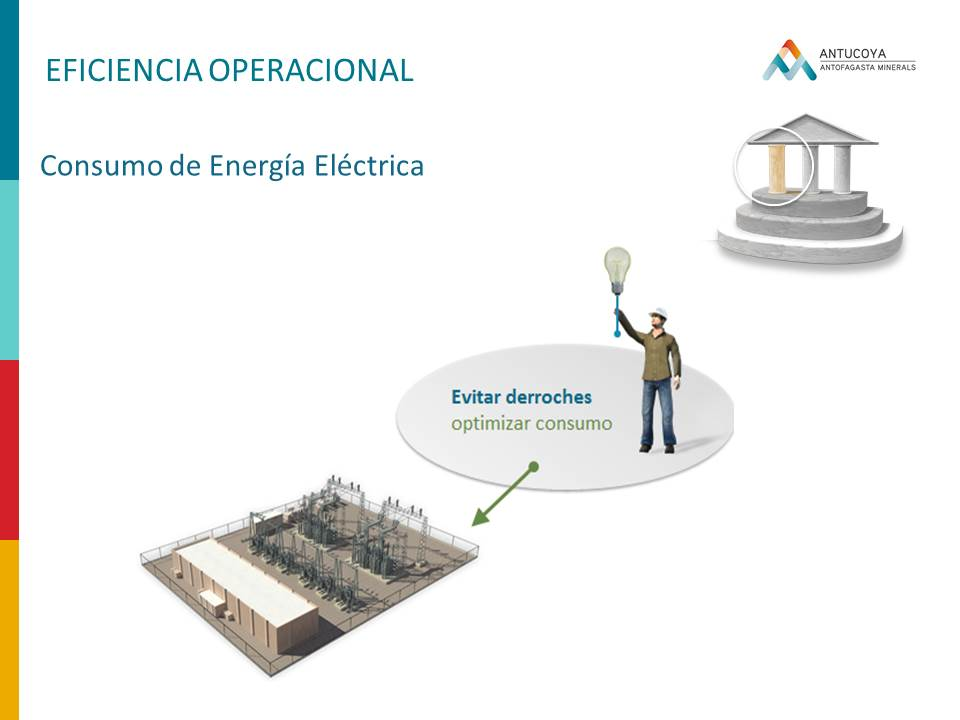 EFICIENCIA OPERACIONAL
ANTUCOYA
ANTOFAGASTA MINERALS
Consumo de Energía Eléctrica
Evitar derroches
optimizar consumo